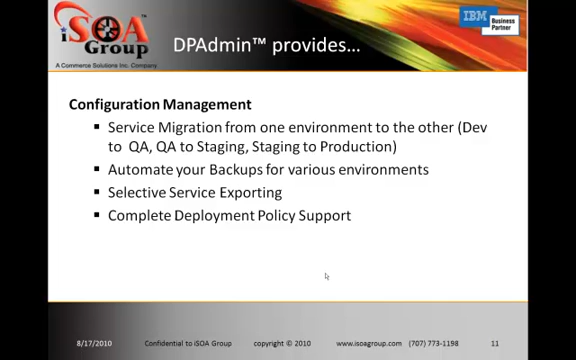 iSOA
Group
™
A Commerce Solutions Inc. Company
DPAdmin™ provides…
IBM
Business
Partner
Configuration Management
▪ Service Migration from one environment to the other (Dev
to QA, QA to Staging, Staging to Production)
▪ Automate your Backups for various environments
▪ Selective Service Exporting
▪ Complete Deployment Policy Support
8/17/2010 Confidential to iSOA Group copyright © 2010 www.isoagroup.com (707) 773-1198 11